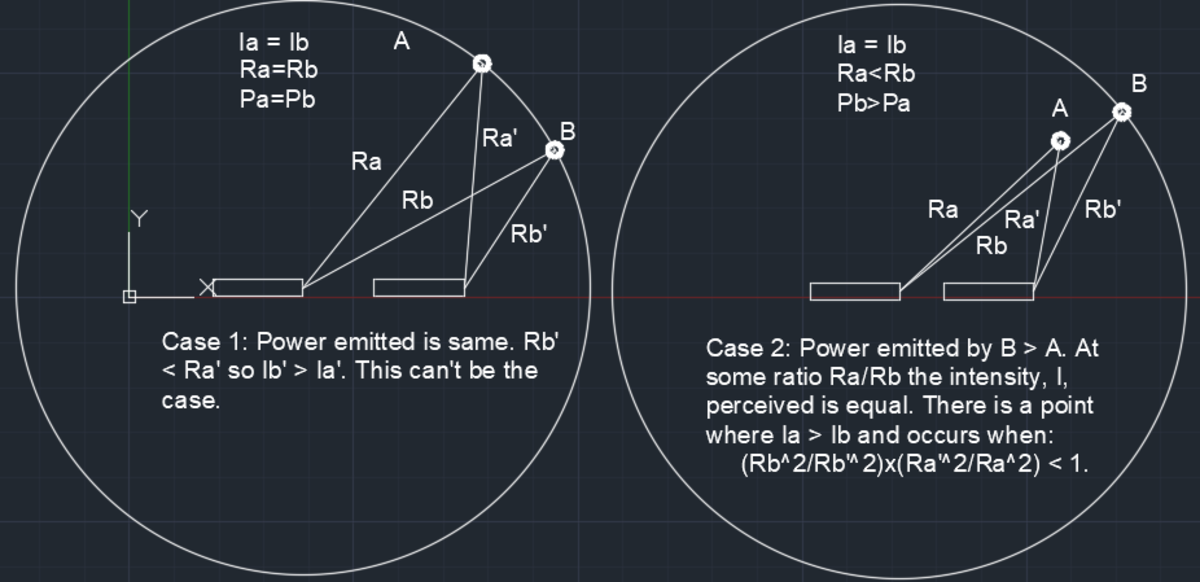 Ia = Ib
Ra=Rb
Pa=Pb
A
B
Ra
Ra'
Rb
Rb'
Y
X
Case 1: Power emitted is same. Rb'
< Ra' so Ib' > Ia'. This can't be the
case.
Ia = Ib
Ra<Rb
Pb>Pa
A
B
Ra
Ra'
Rb
Rb'
Case 2: Power emitted by B > A. At
some ratio Ra/Rb the intensity, I,
perceived is equal. There is a point
where Ia > Ib and occurs when:
(Rb^2/Rb'^2)x(Ra'^2/Ra^2) < 1.